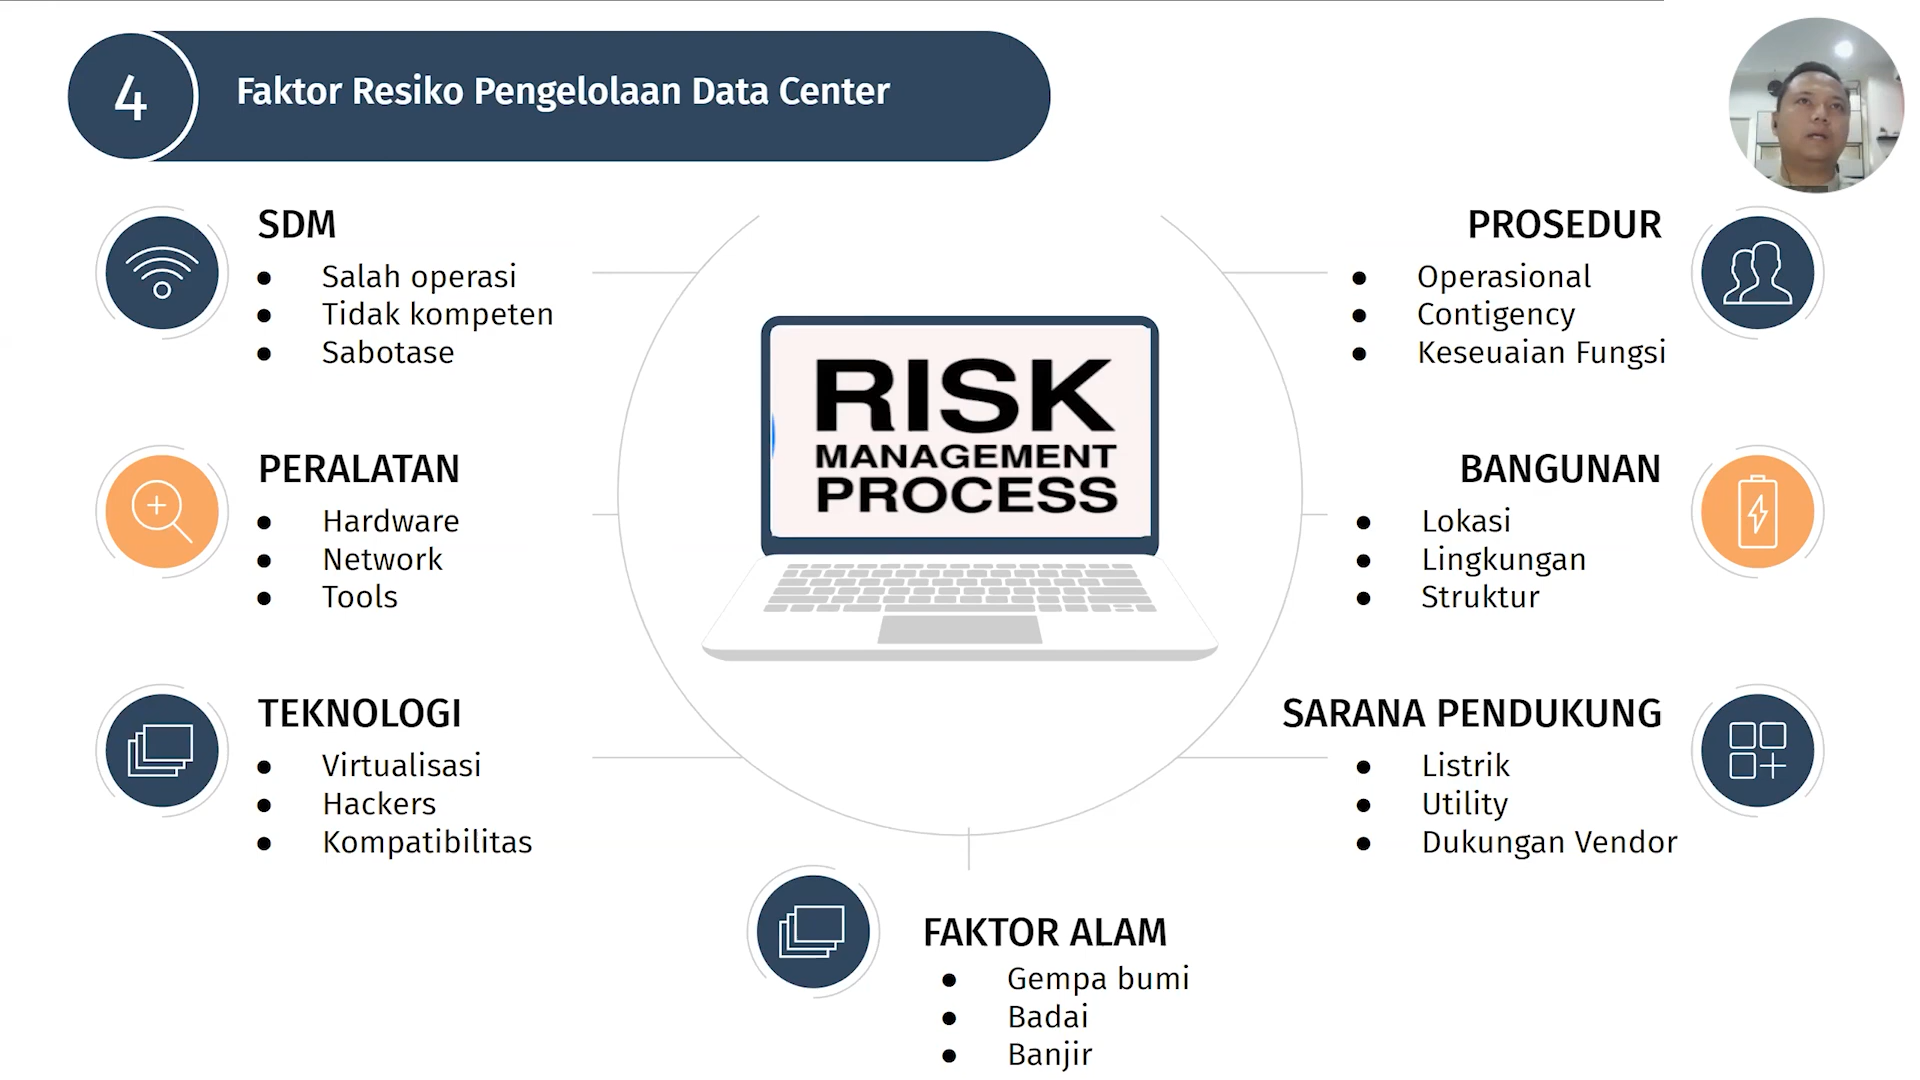 4
Faktor Resiko Pengelolaan Data Center
SDM
● Salah operasi
● Tidak kompeten
● Sabotase
PERALATAN
● Hardware
● Network
● Tools
TEKNOLOGI
● Virtualisasi
● Hackers
● Kompatibilitas
RISK
MANAGEMENT
PROCESS
PROSEDUR
● Operasional
● Contigency
● Keseuaian Fungsi
BANGUNAN
● Lokasi
● Lingkungan
● Struktur
SARANA PENDUKUNG
● Listrik
● Utility
● Dukungan Vendor
FAKTOR ALAM
● Gempa bumi
● Badai
● Banjir